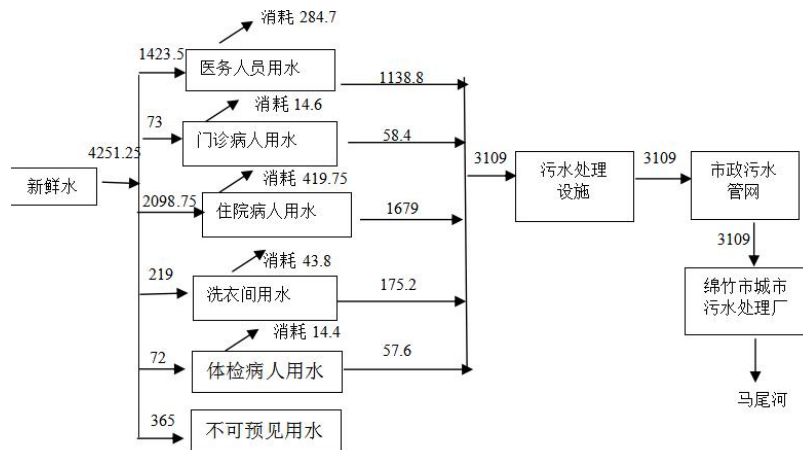 消耗 284.7
1423.5
医务人员用水
1138.8
消耗 14.6
73
门诊病人用水
58.4
4251.25
新鲜水
消耗 419.75
2098.75
住院病人用水
1679
3109
污水处理
设施
3109
市政污水
管网
3109
消耗 43.8
219
洗衣间用水
175.2
绵竹市城市
污水处理厂
消耗 14.4
72
体检病人用水
57.6
马尾河
365
不可预见用水